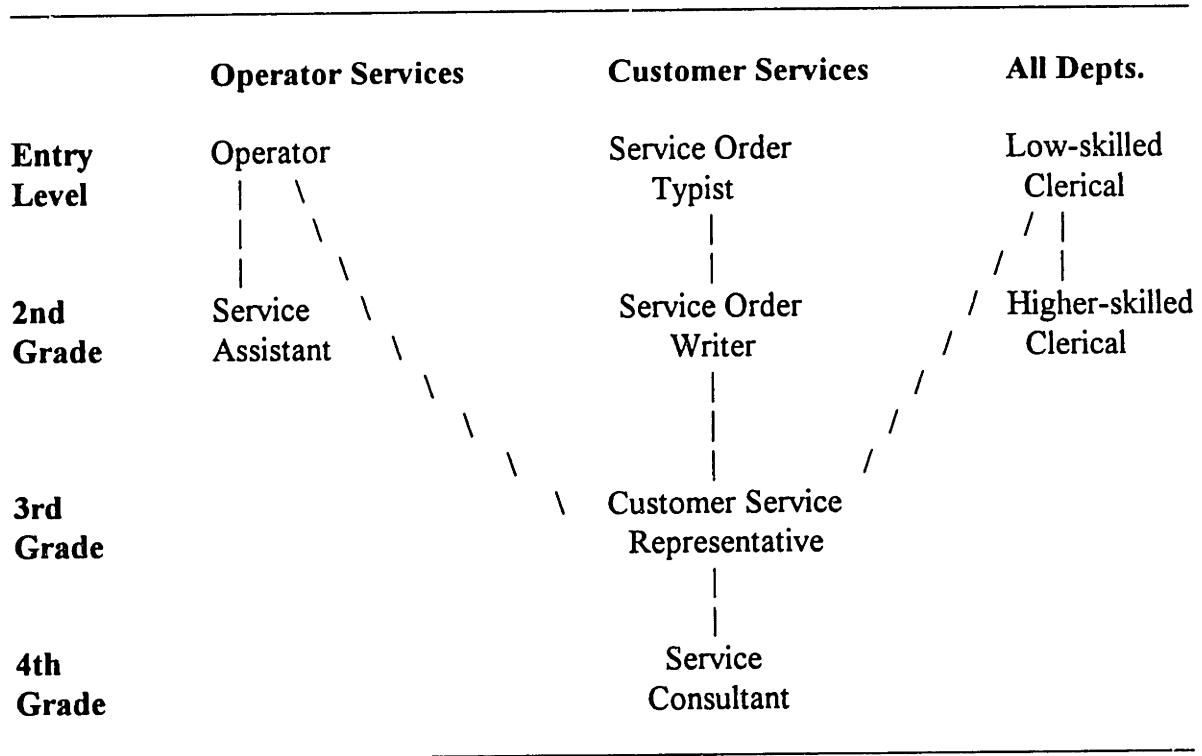 Operator Services Customer Services All Depts.
Entry Level
Operator
Service Order Typist
Low-skilled Clerical
2nd Grade
Service Assistant
Service Order Writer
Higher-skilled Clerical
3rd Grade
Customer Service Representative
4th Grade
Service Consultant